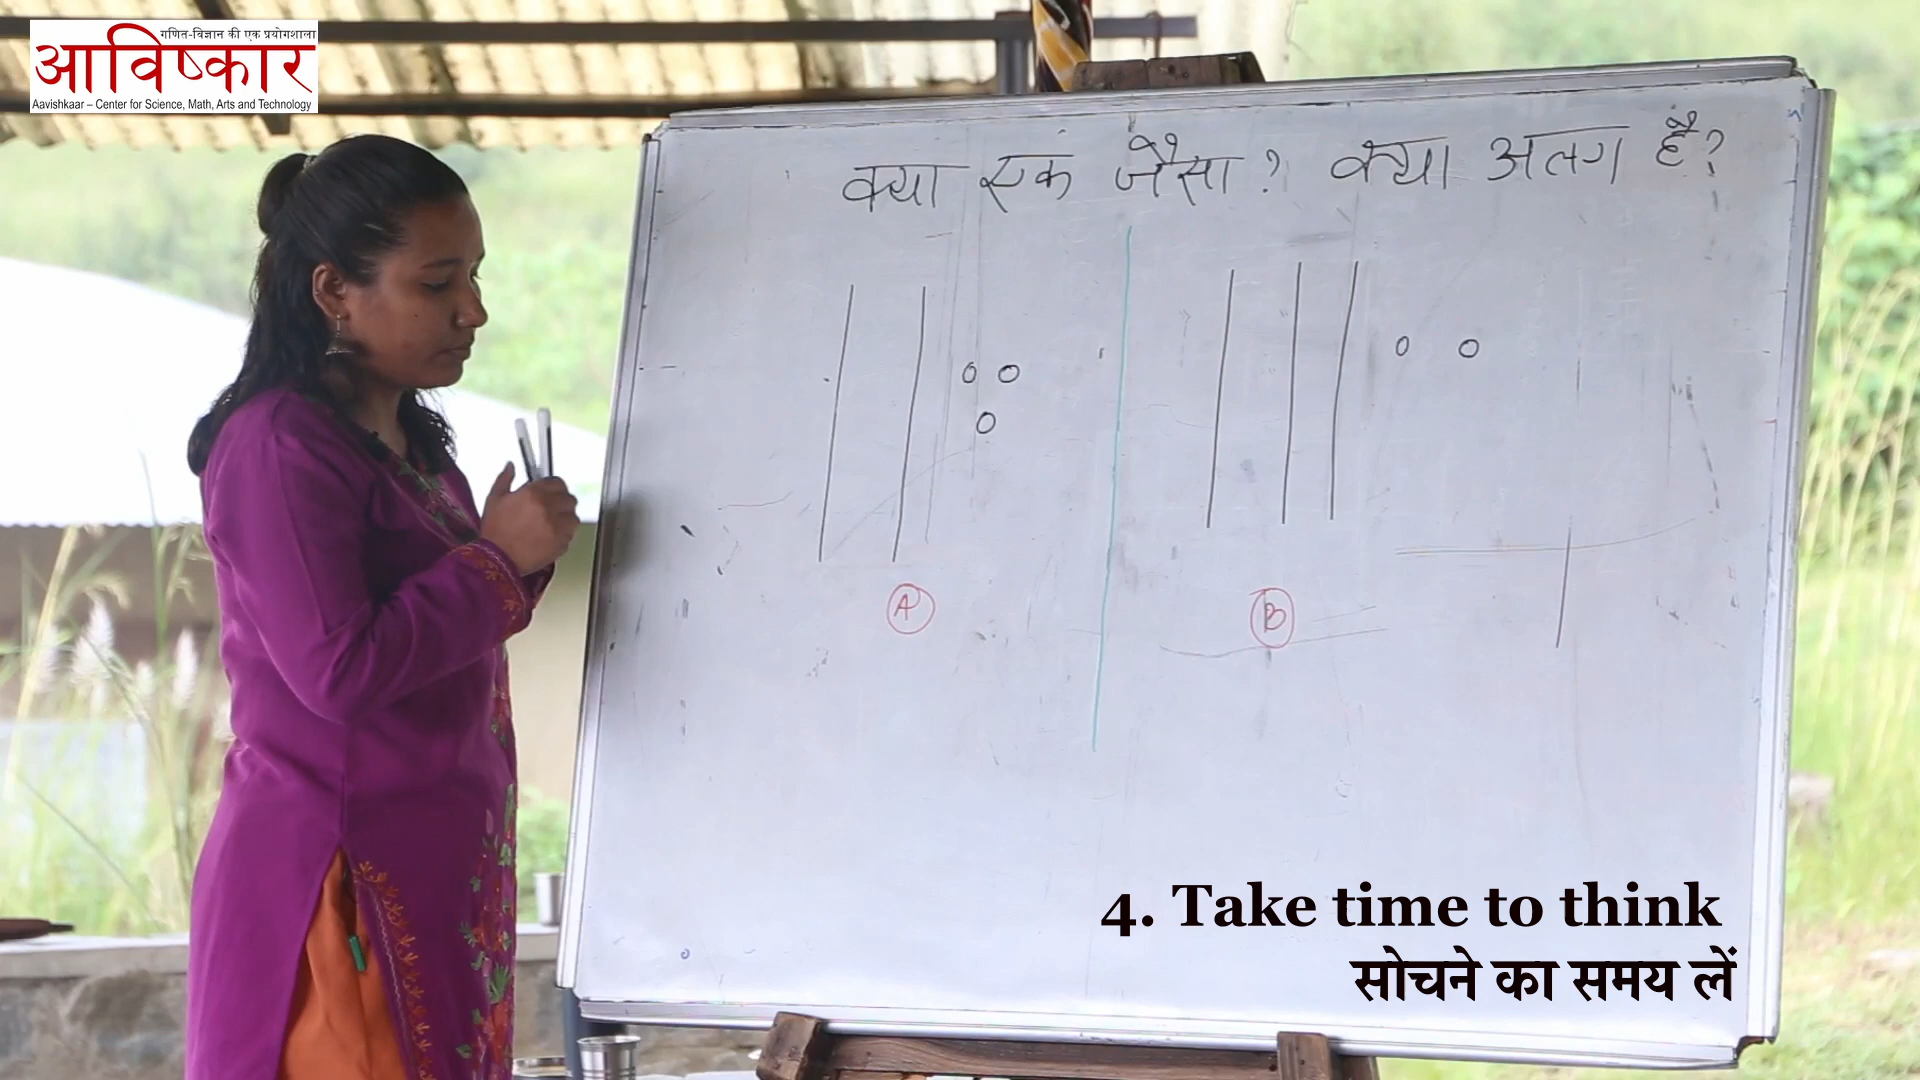 गणित-विज्ञान की एक प्रयोगशाला
आविष्कार
Aavishkaar – Center for Science, Math, Arts and Technology
क्या एक जैसा? क्या अलग है?
A
B
4. Take time to think
सोचने का समय लें